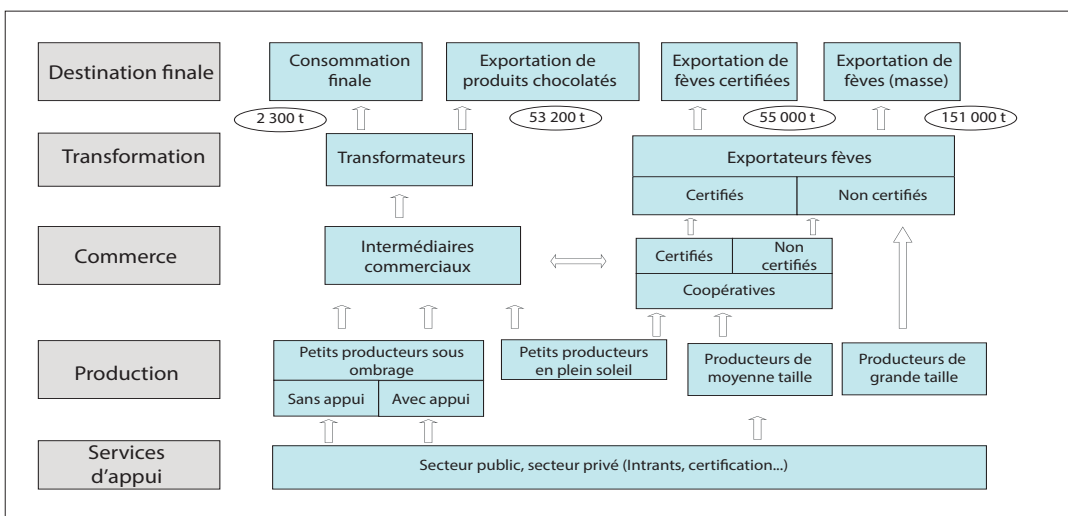 Destination finale
Consommation
finale
Exportation de
produits chocolatés
Exportation de
fèves certifiées
Exportation de
fèves (masse)
2 300 t
53 200 t
55 000 t
151 000 t
Transformation
Transformateurs
Exportateurs fèves
Certifiés
Non certifiés
Commerce
Intermédiaires
commerciaux
Certifiés
Non
certifiés
Coopératives
Production
Petits producteurs sous
ombrage
Sans appui
Avec appui
Petits producteurs
en plein soleil
Producteurs de
moyenne taille
Producteurs de
grande taille
Services
d’appui
Secteur public, secteur privé (Intrants, certification...)